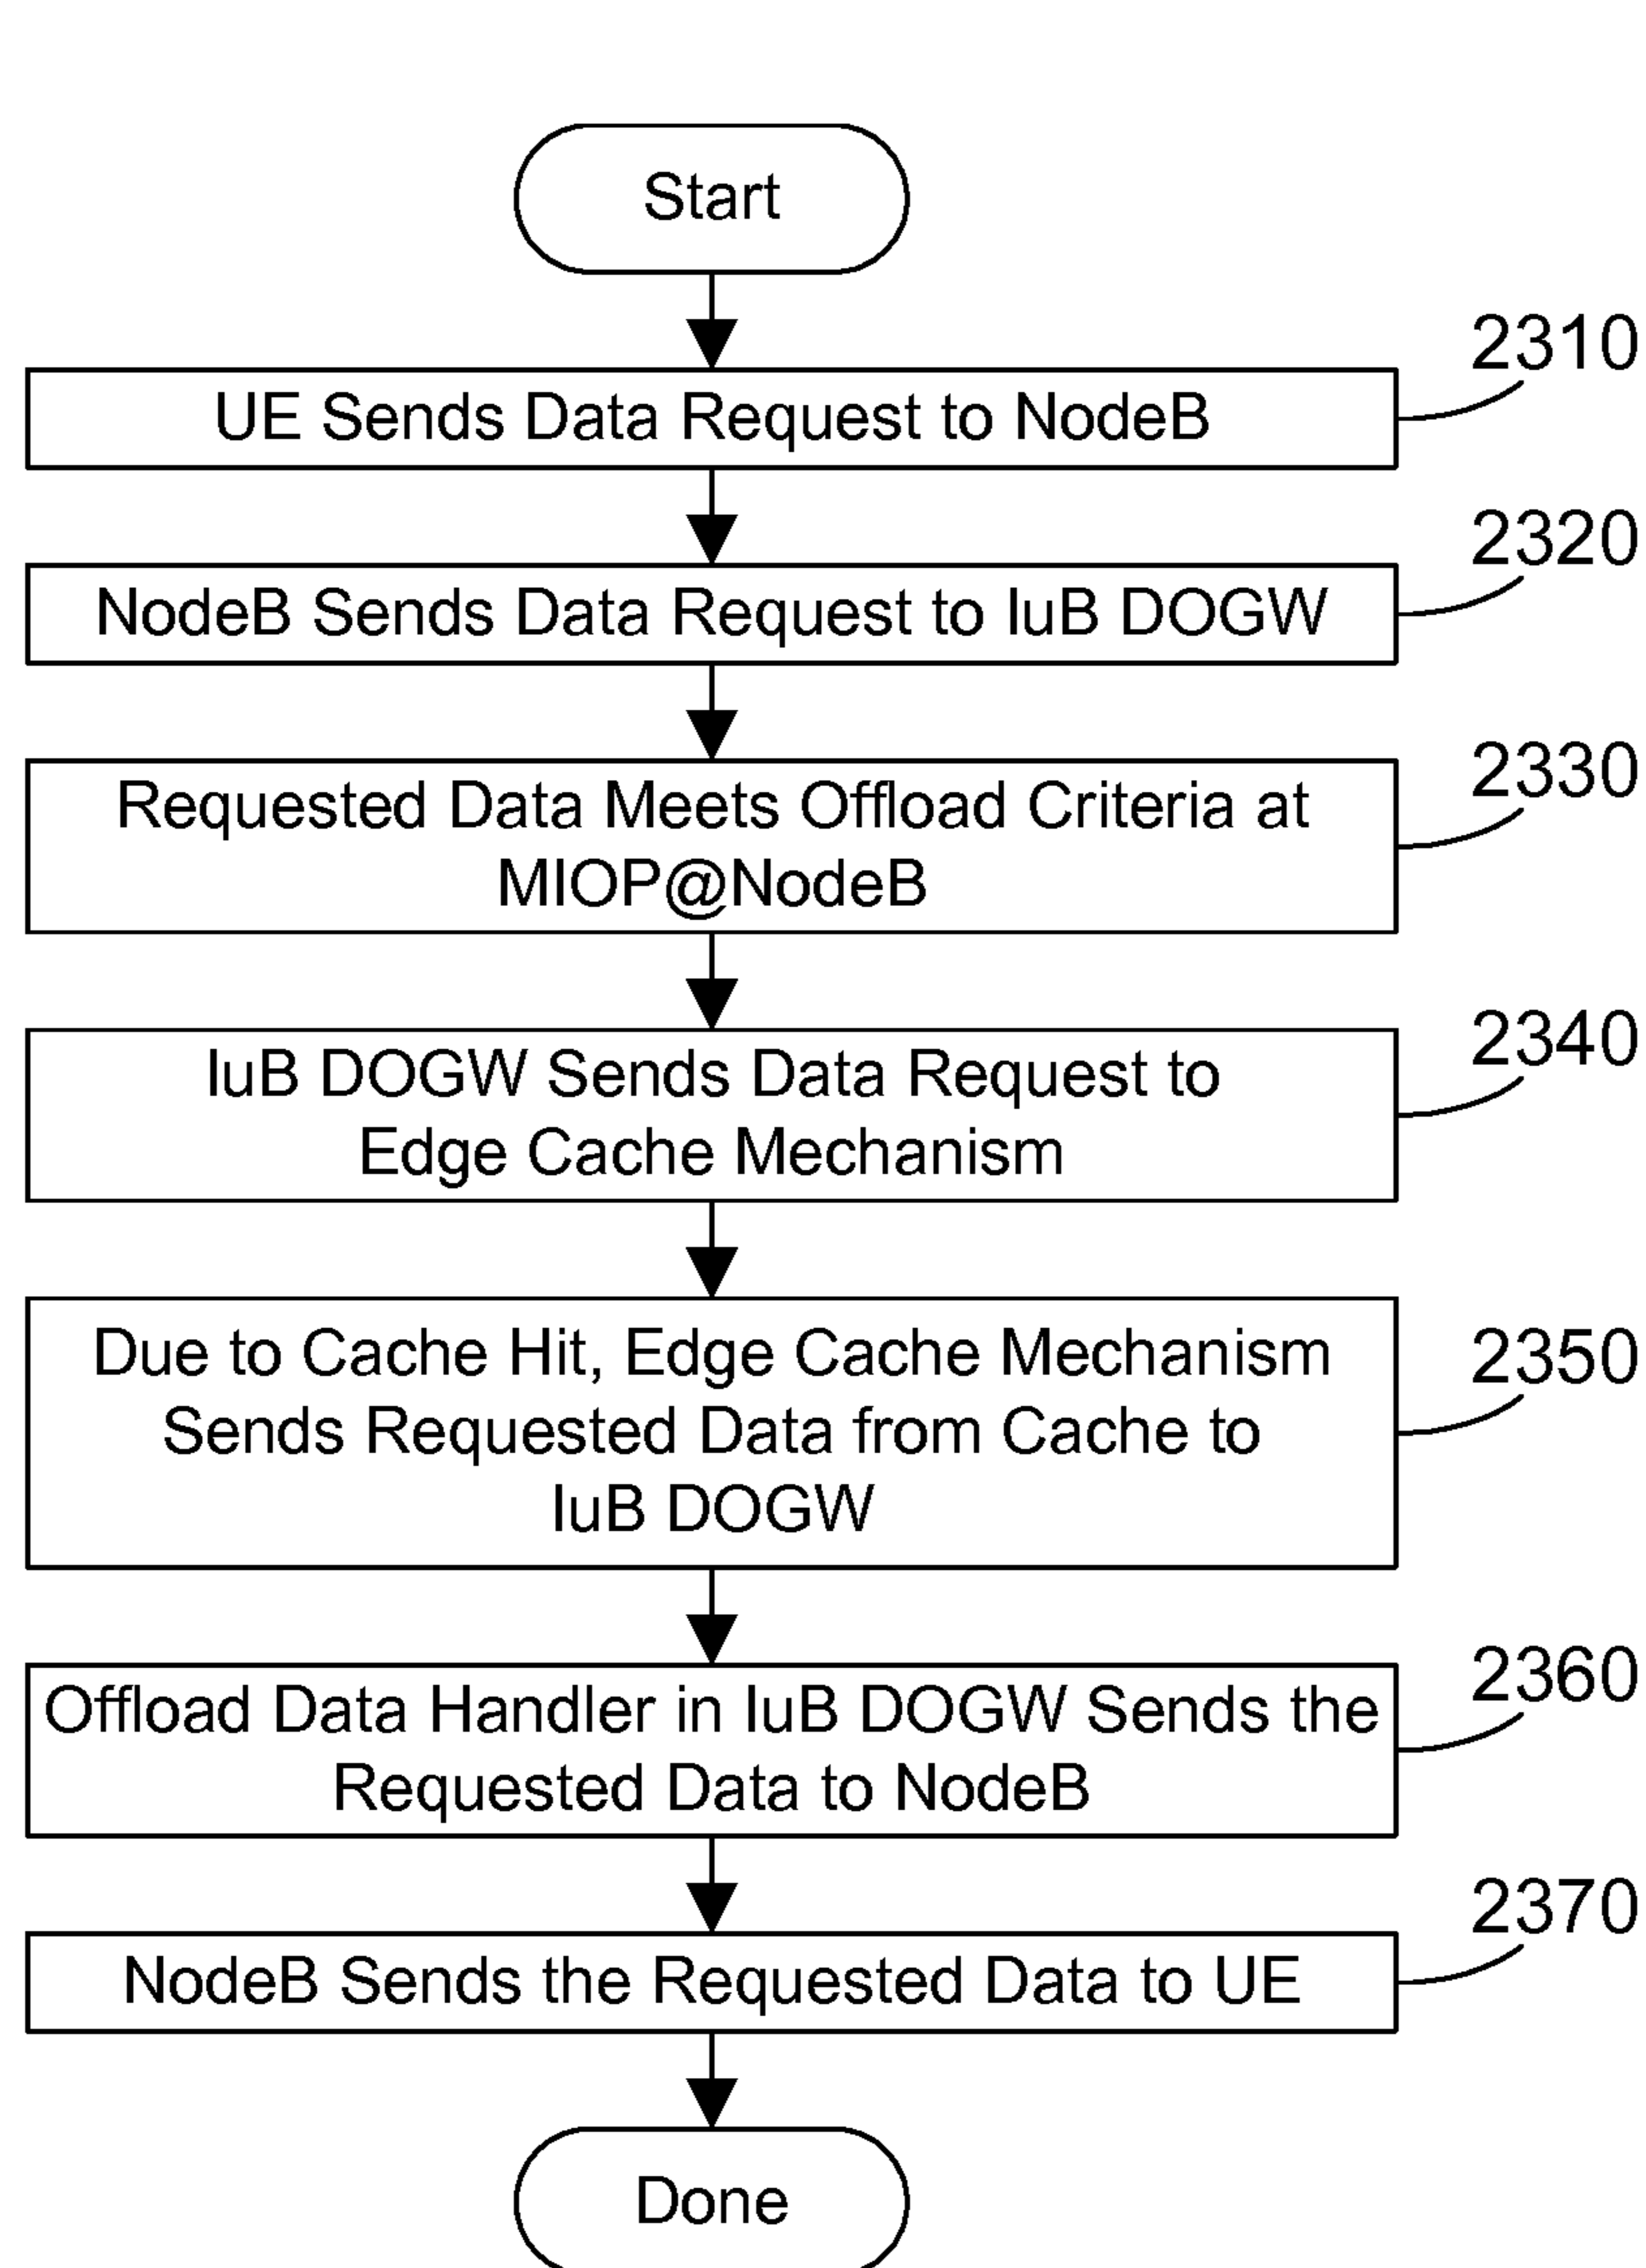 Start
2310
UE Sends Data Request to NodeB
2320
NodeB Sends Data Request to IuB DOGW
2330
Requested Data Meets Offload Criteria at
MIOP@NodeB
2340
IuB DOGW Sends Data Request to
Edge Cache Mechanism
2350
Due to Cache Hit, Edge Cache Mechanism
Sends Requested Data from Cache to
IuB DOGW
2360
Offload Data Handler in IuB DOGW Sends the
Requested Data to NodeB
2370
NodeB Sends the Requested Data to UE
Done